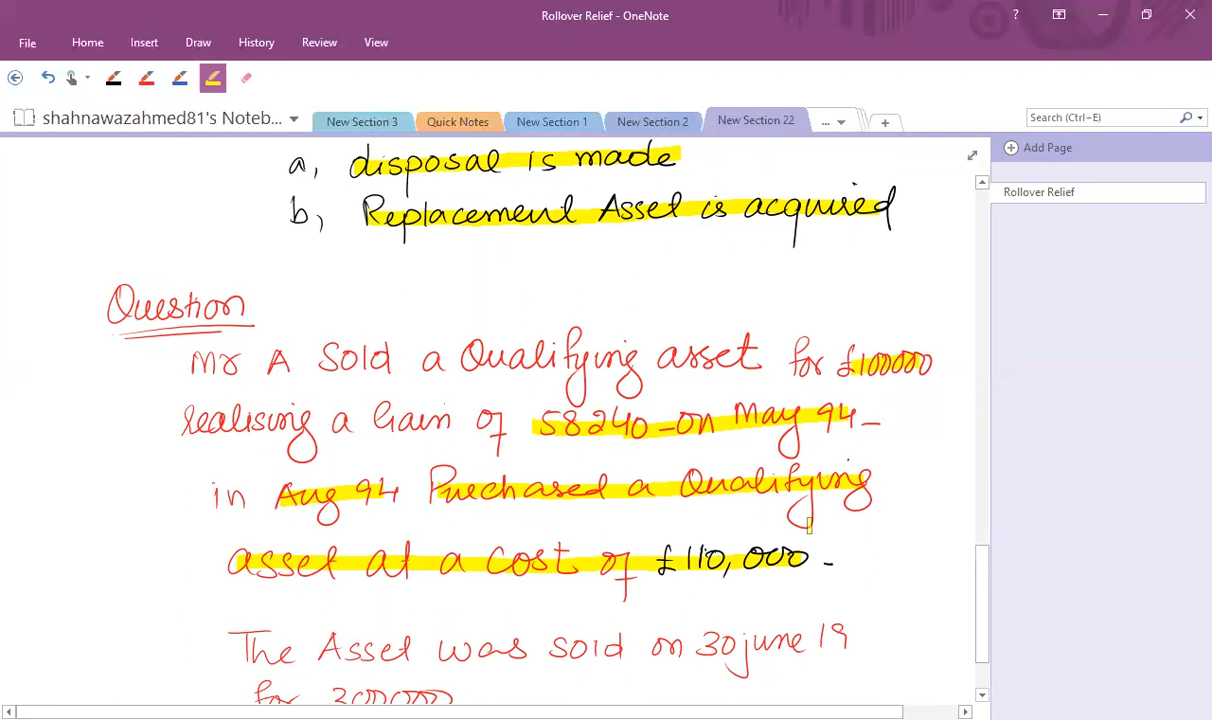 Rollover Relief - OneNote
File Home Insert Draw History Review View
shahnawazahmed81's Noteb... New Section 3 Quick Notes New Section 1 New Section 2 New Section 22 ... Search (Ctrl+E)
Add Page
Rollover Relief
a, disposal is made
b, Replacement Asset is acquired
Question
Mr A Sold a Qualifying asset for £100000
realising a Gain of 58240 on May 94
in Aug 94 Purchased a Qualifying
asset at a cost of £110,000.
The Asset was sold on 30 june 19
for 300000